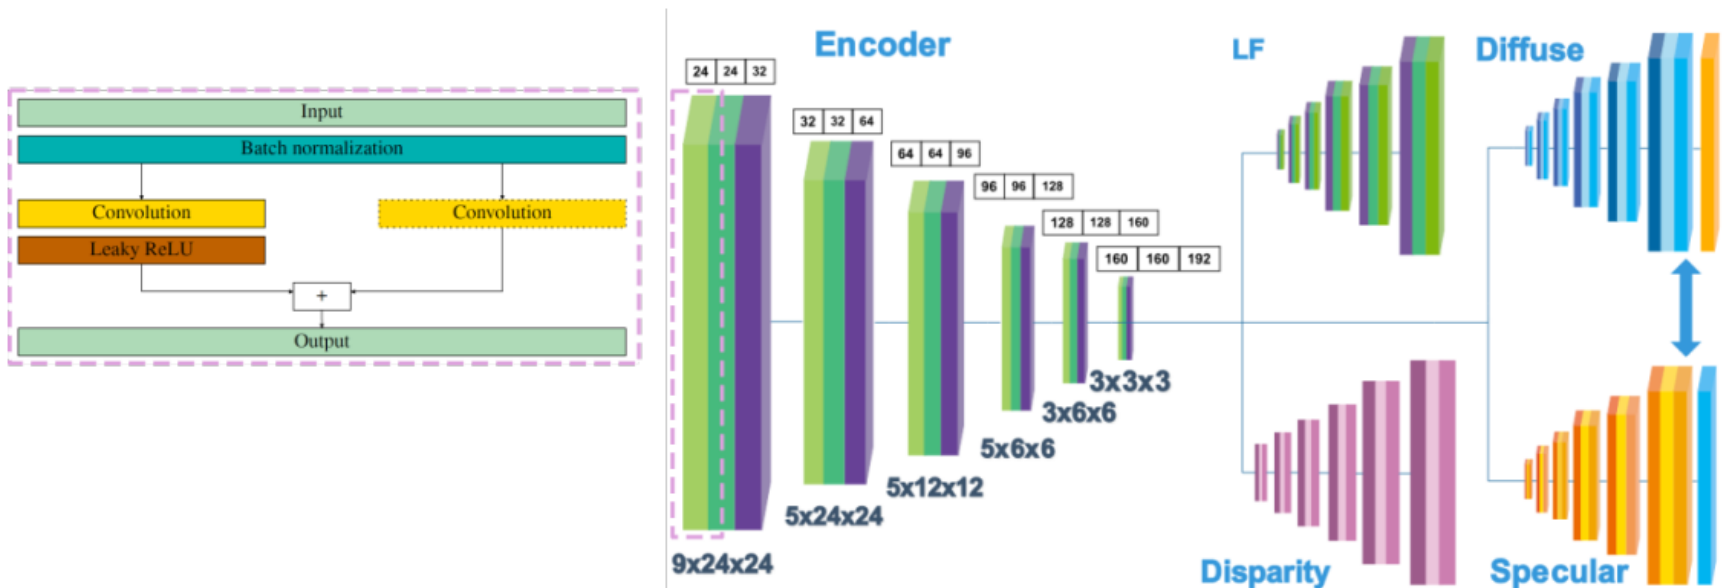 Input
Batch normalization
Convolution
Convolution
Leaky ReLU
+
Output
Encoder
24 24 32
32 32 64
64 64 96
96 96 128
128 128 160
160 160 192
9x24x24
5x24x24
5x12x12
5x6x6
3x6x6
3x3x3
LF
Diffuse
Disparity
Specular